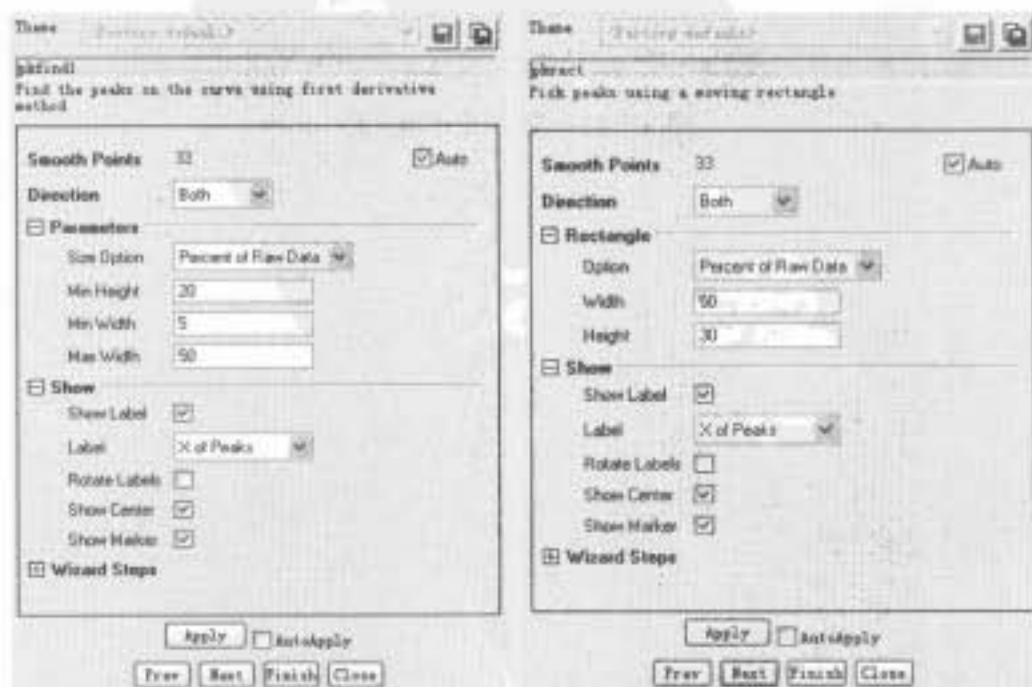 Theme
pkfind1
Find the peaks on the curve using first derivative
method
Smooth Points 33 Auto
Direction Both
Parameters
Size Option Percent of Raw Data
Min Height 20
Min Width 5
Max Width 50
Show
Show Label
Label X of Peaks
Rotate Labels
Show Center
Show Marker
Wizard Steps
Apply AutoApply
Prev Next Finish Close
Theme
pkrect
Pick peaks using a moving rectangle
Smooth Points 33 Auto
Direction Both
Rectangle
Option Percent of Raw Data
Width 50
Height 30
Show
Show Label
Label X of Peaks
Rotate Labels
Show Center
Show Marker
Wizard Steps
Apply AutoApply
Prev Next Finish Close